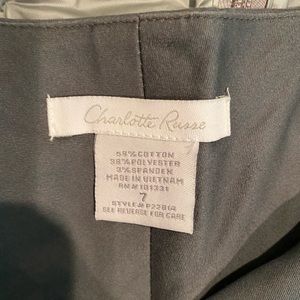 Charlotte Russe
59% COTTON
38% POLYESTER
3% SPANDEX
MADE IN VIETNAM
RN# 101331
7
STYLE# P22814
SEE REVERSE FOR CARE